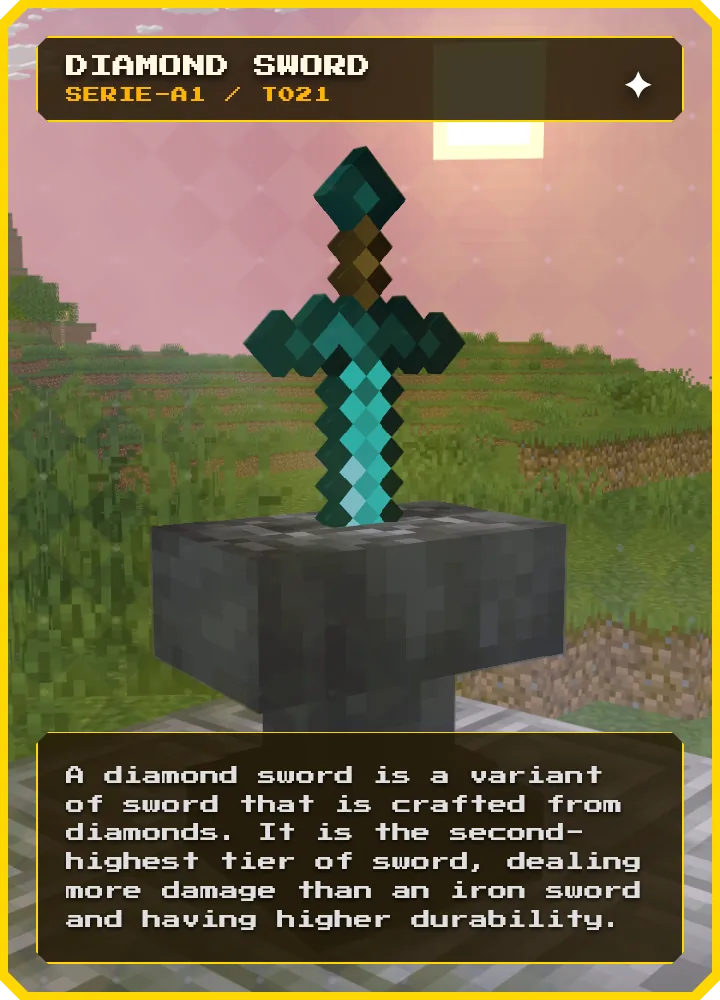 DIAMOND SWORD
SERIE-A1 / T021
A diamond sword is a variant
of sword that is crafted from
diamonds. It is the second-
highest tier of sword, dealing
more damage than an iron sword
and having higher durability.